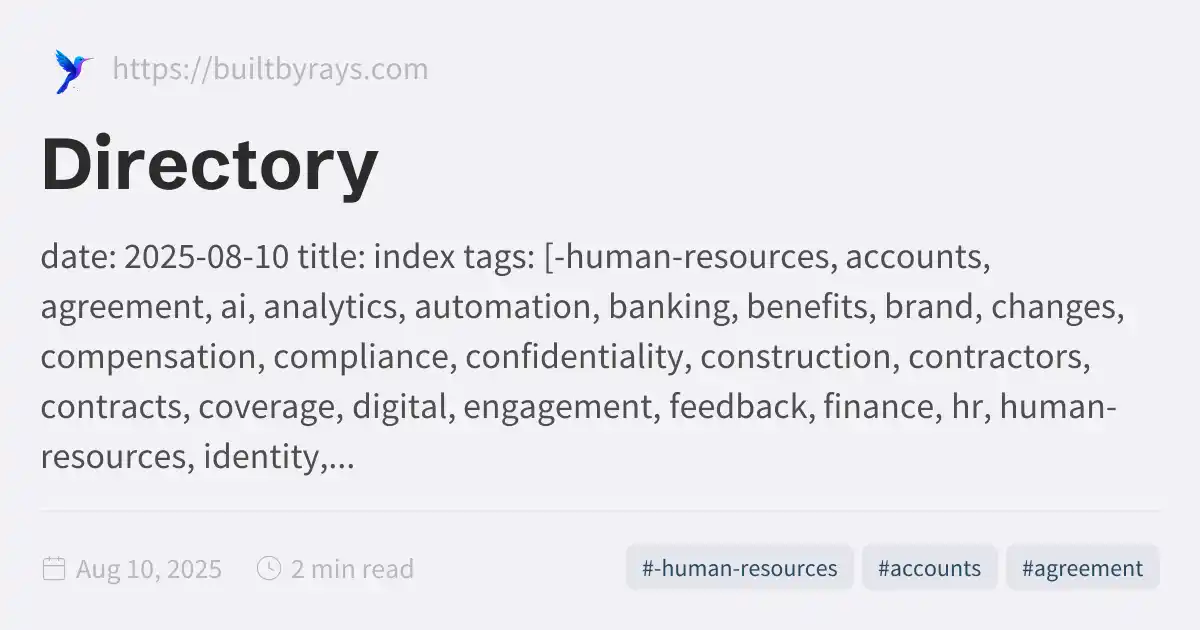 https://builtbyrays.com
Directory
date: 2025-08-10 title: index tags: [-human-resources, accounts,
agreement, ai, analytics, automation, banking, benefits, brand, changes,
compensation, compliance, confidentiality, construction, contractors,
contracts, coverage, digital, engagement, feedback, finance, hr, human-
resources, identity,...
Aug 10, 2025 2 min read #-human-resources #accounts #agreement